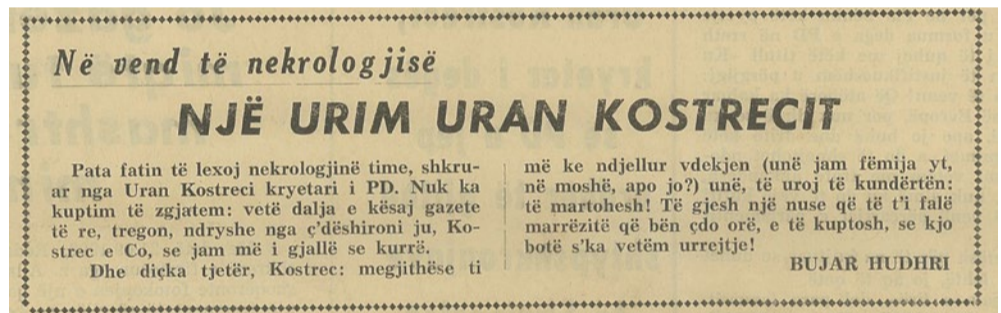 Në vend të nekrologjisë
NJË URIM URAN KOSTRECIT
Pata fatin të lexoj nekrologjinë time, shkru-
ar nga Uran Kostreci kryetari i PD. Nuk ka
kuptim të zgjatem: vetë dalja e kësaj gazete
të re, tregon, ndryshe nga ç'dëshironi ju, Ko-
strec e Co, se jam më i gjallë se kurrë.
Dhe diçka tjetër, Kostrec: megjithëse ti
më ke ndjellur vdekjen (unë jam fëmija yt,
në moshë, apo jo?) unë, të uroj të kundërtën:
të martohesh! Të gjesh një nuse që të t'i falë
marrëzitë që bën çdo orë, e të kuptosh, se kjo
botë s'ka vetëm urrejtje!
BUJAR HUDHRI